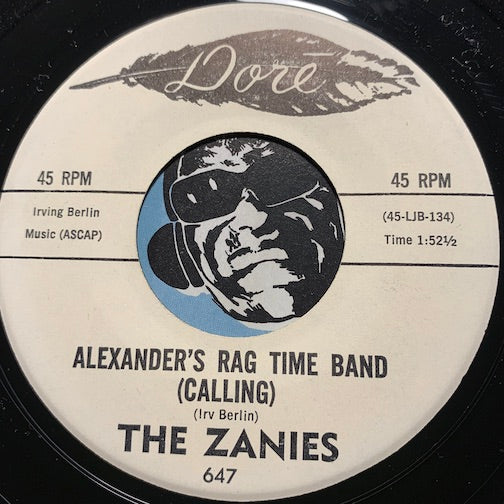 Doré
45 RPM 45 RPM
Irving Berlin (45-LJB-134)
Music (ASCAP) Time 1:52½
ALEXANDER'S RAG TIME BAND
(CALLING)
(Irv Berlin)
THE ZANIES
647